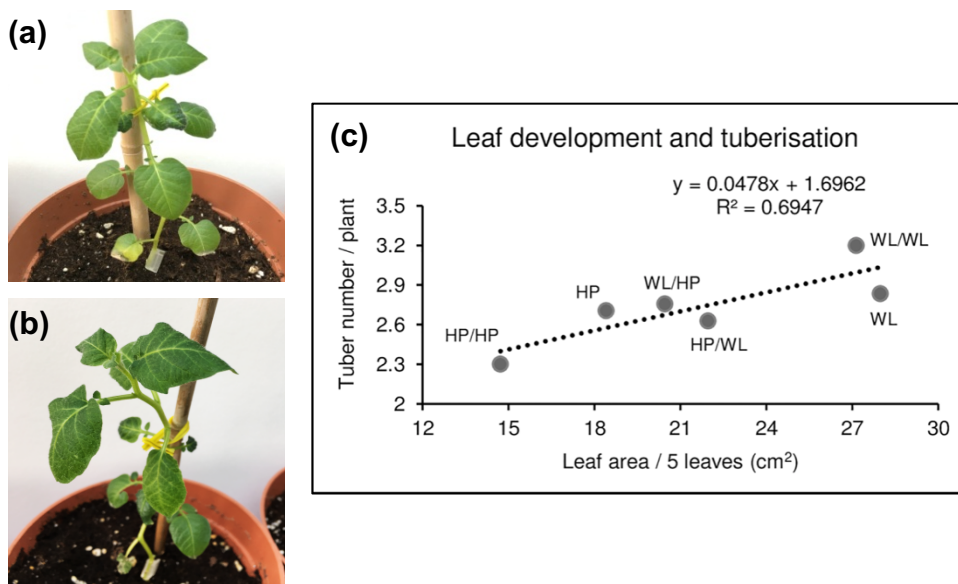 (a)
(b)
(c)
Leaf development and tuberisation
y = 0.0478x + 1.6962
R² = 0.6947
Tuber number / plant
3.5
3.2
2.9
2.6
2.3
2
HP/HP
HP
WL/HP
HP/WL
WL/WL
WL
12
15
18
21
24
27
30
Leaf area / 5 leaves (cm²)